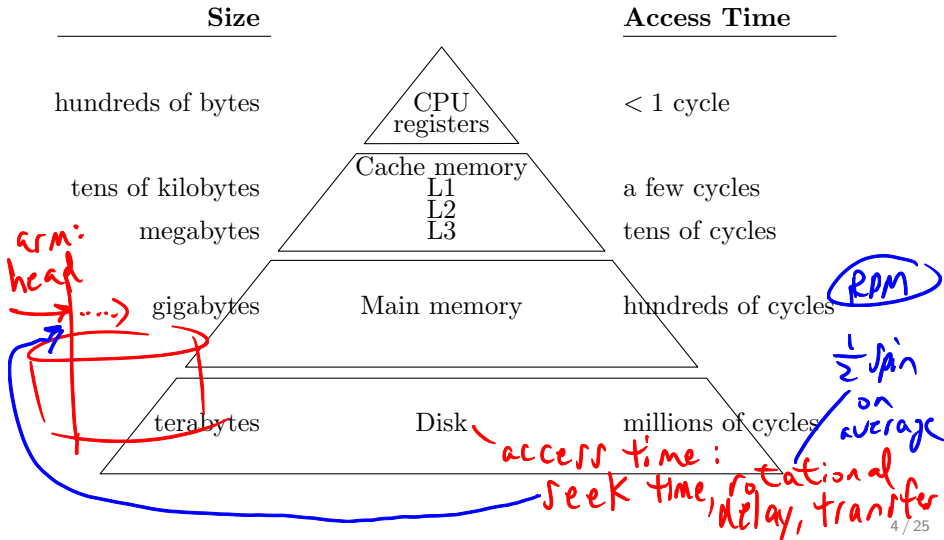 Size Access Time
hundreds of bytes CPU registers < 1 cycle
Cache memory
tens of kilobytes L1 a few cycles
L2
megabytes L3 tens of cycles
arm:
head
gigabytes Main memory hundreds of cycles
RPM
1/2 spin
on
average
terabytes Disk millions of cycles
access time:
seek time, rotational
delay, transfer
4 / 25